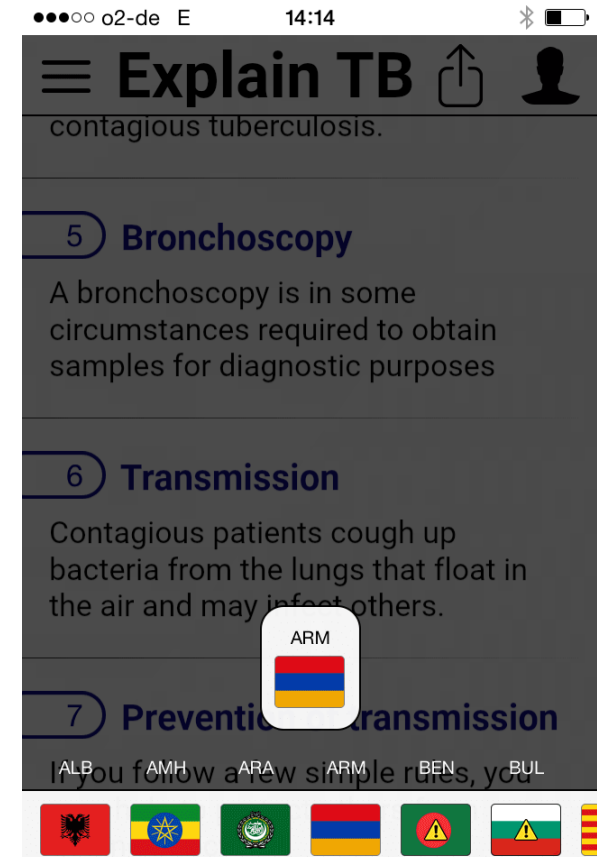 o2-de E 14:14
Explain TB
contagious tuberculosis.
5 Bronchoscopy
A bronchoscopy is in some
circumstances required to obtain
samples for diagnostic purposes
6 Transmission
Contagious patients cough up
bacteria from the lungs that float in
the air and may infect others.
ARM
7 Preventi transmission
If you follow a few simple rules, you
ALB AMH ARA ARM BEN BUL